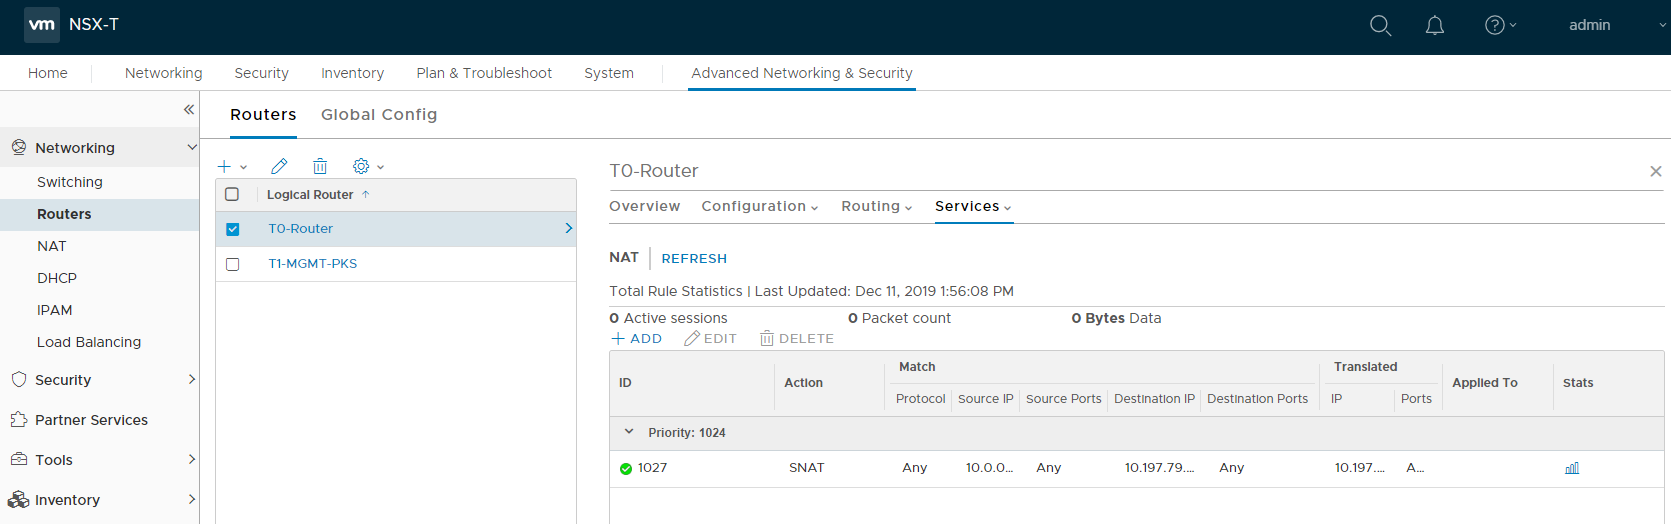 vm NSX-T admin
Home Networking Security Inventory Plan & Troubleshoot System Advanced Networking & Security
Routers Global Config
Networking
Switching
Routers
NAT
DHCP
IPAM
Load Balancing
Security
Partner Services
Tools
Inventory
Logical Router
T0-Router
T1-MGMT-PKS
T0-Router
Overview Configuration Routing Services
NAT REFRESH
Total Rule Statistics | Last Updated: Dec 11, 2019 1:56:08 PM
0 Active sessions 0 Packet count 0 Bytes Data
ADD EDIT DELETE
ID Action Match Translated Applied To Stats
Protocol Source IP Source Ports Destination IP Destination Ports IP Ports
Priority: 1024
1027 SNAT Any 10.0.0... Any 10.197.79.... Any 10.197.... A...